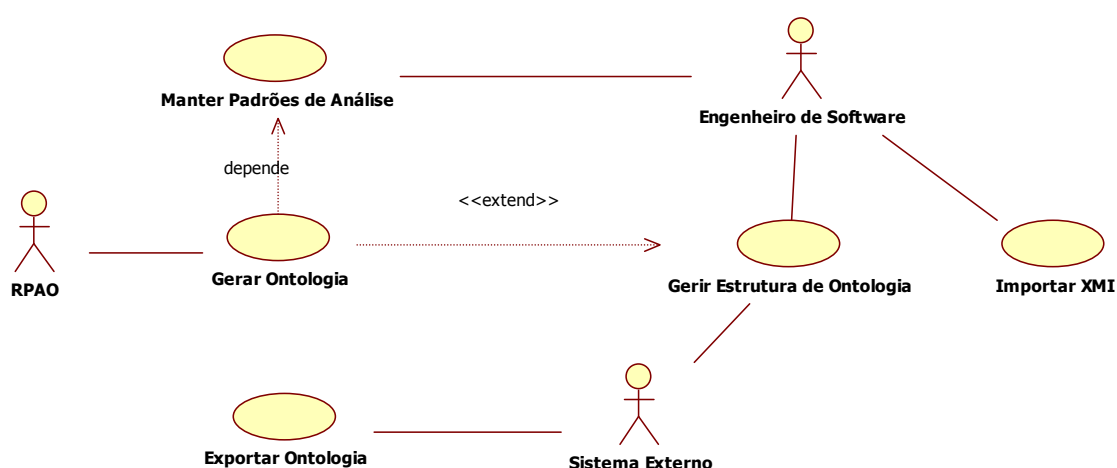 Manter Padrões de Análise
Engenheiro de Software
depende
<<extend>>
RPAO
Gerar Ontologia
Gerir Estrutura de Ontologia
Importar XMI
Exportar Ontologia
Sistema Externo